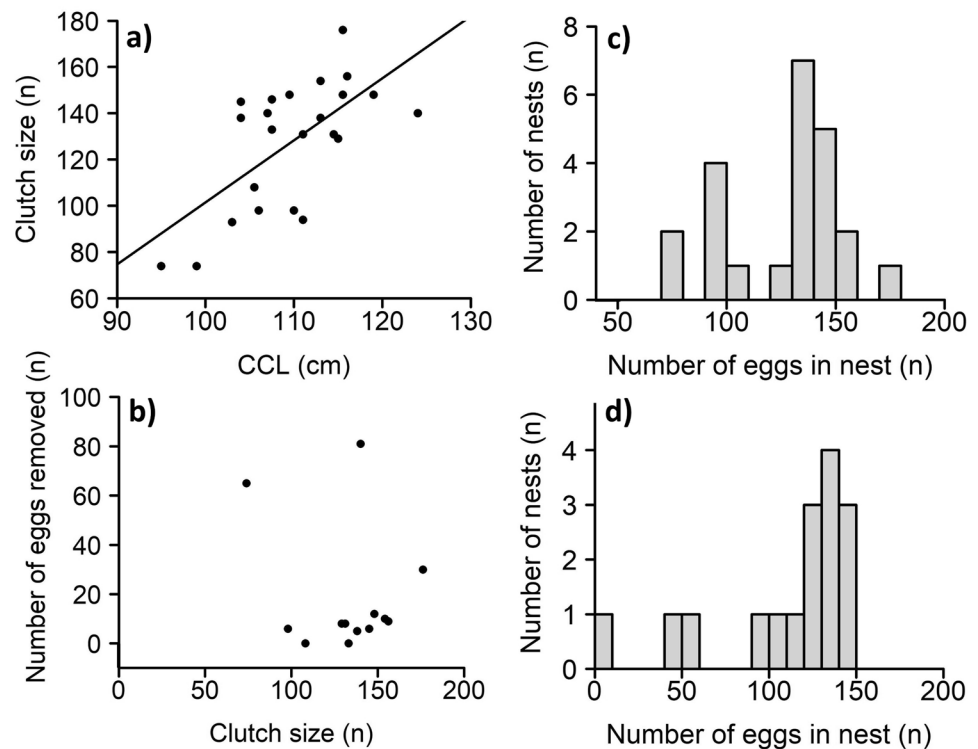 a)
Clutch size (n)
180
160
140
120
100
80
60
90 100 110 120 130
CCL (cm)
c)
Number of nests (n)
8
6
4
2
0
50 100 150 200
Number of eggs in nest (n)
b)
Number of eggs removed (n)
100
80
60
40
20
0
0 50 100 150 200
Clutch size (n)
d)
Number of nests (n)
4
3
2
1
0
0 50 100 150 200
Number of eggs in nest (n)